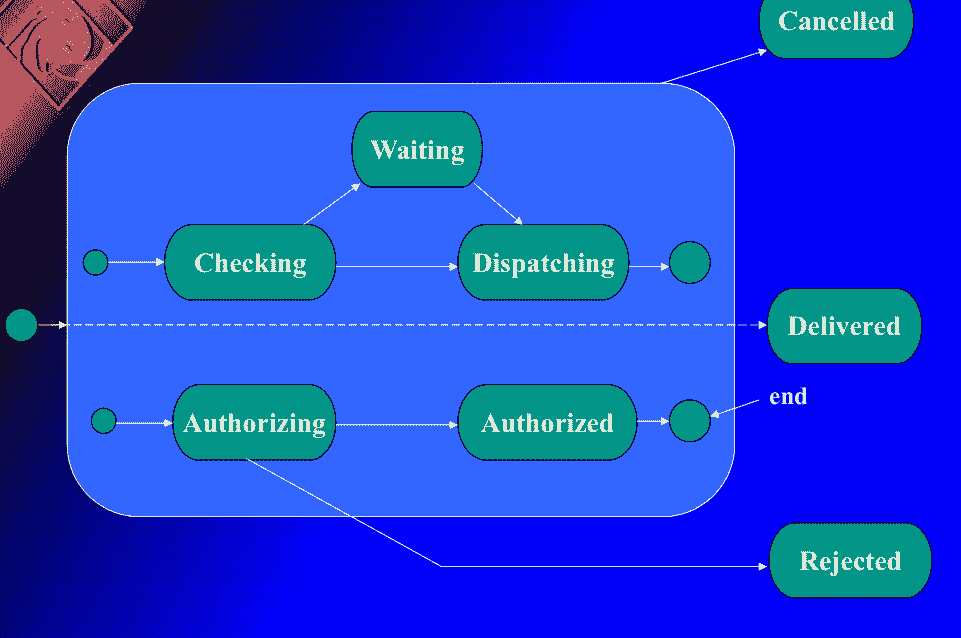 Cancelled
Waiting
Checking
Dispatching
Delivered
end
Authorizing
Authorized
Rejected